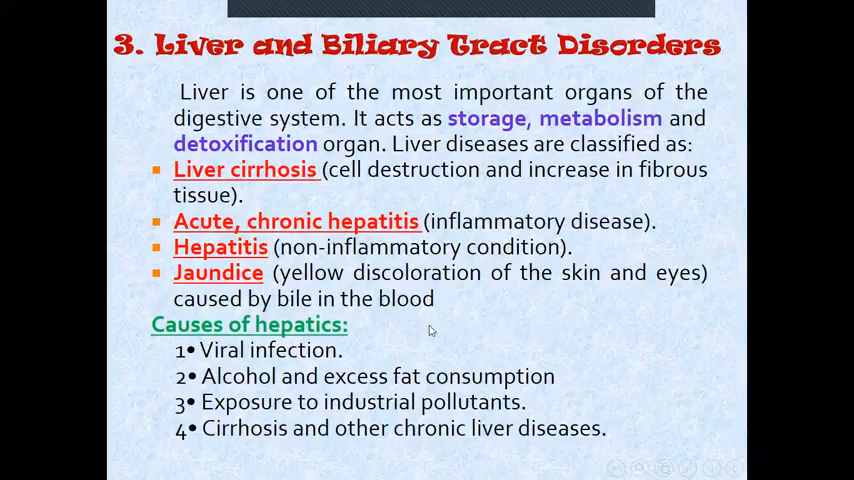 3. Liver and Biliary Tract Disorders
Liver is one of the most important organs of the
digestive system. It acts as storage, metabolism and
detoxification organ. Liver diseases are classified as:
▪ Liver cirrhosis (cell destruction and increase in fibrous
tissue).
▪ Acute, chronic hepatitis (inflammatory disease).
▪ Hepatitis (non-inflammatory condition).
▪ Jaundice (yellow discoloration of the skin and eyes)
caused by bile in the blood
Causes of hepatics:
1• Viral infection.
2• Alcohol and excess fat consumption
3• Exposure to industrial pollutants.
4• Cirrhosis and other chronic liver diseases.